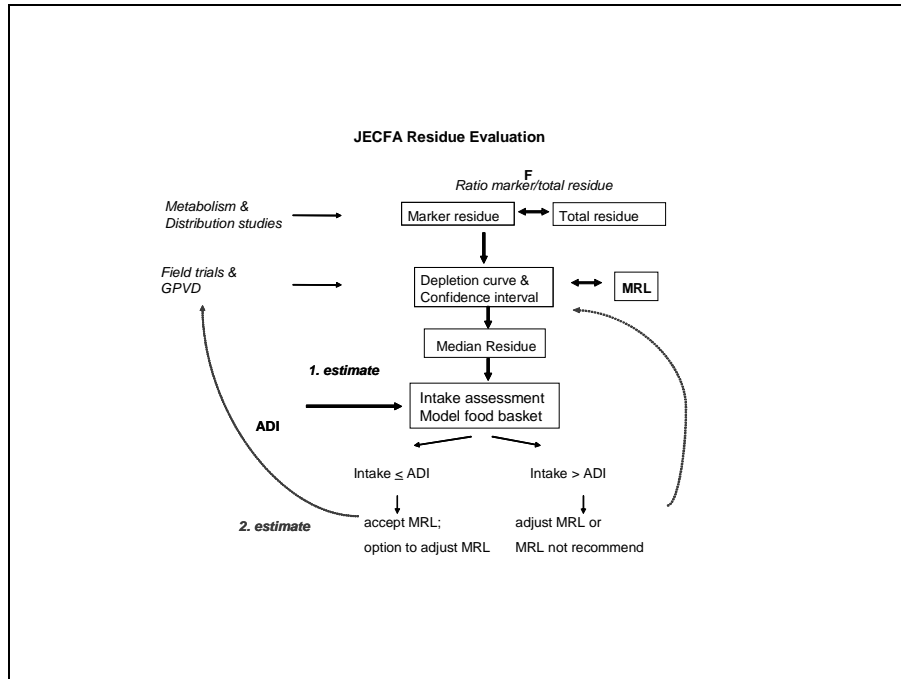 JECFA Residue Evaluation
F
Ratio marker/total residue
Metabolism &
Distribution studies
Marker residue
Total residue
Field trials &
GPVD
Depletion curve &
Confidence interval
MRL
Median Residue
1. estimate
Intake assessment
Model food basket
ADI
Intake ≤ ADI
Intake > ADI
2. estimate
accept MRL;
option to adjust MRL
adjust MRL or
MRL not recommend